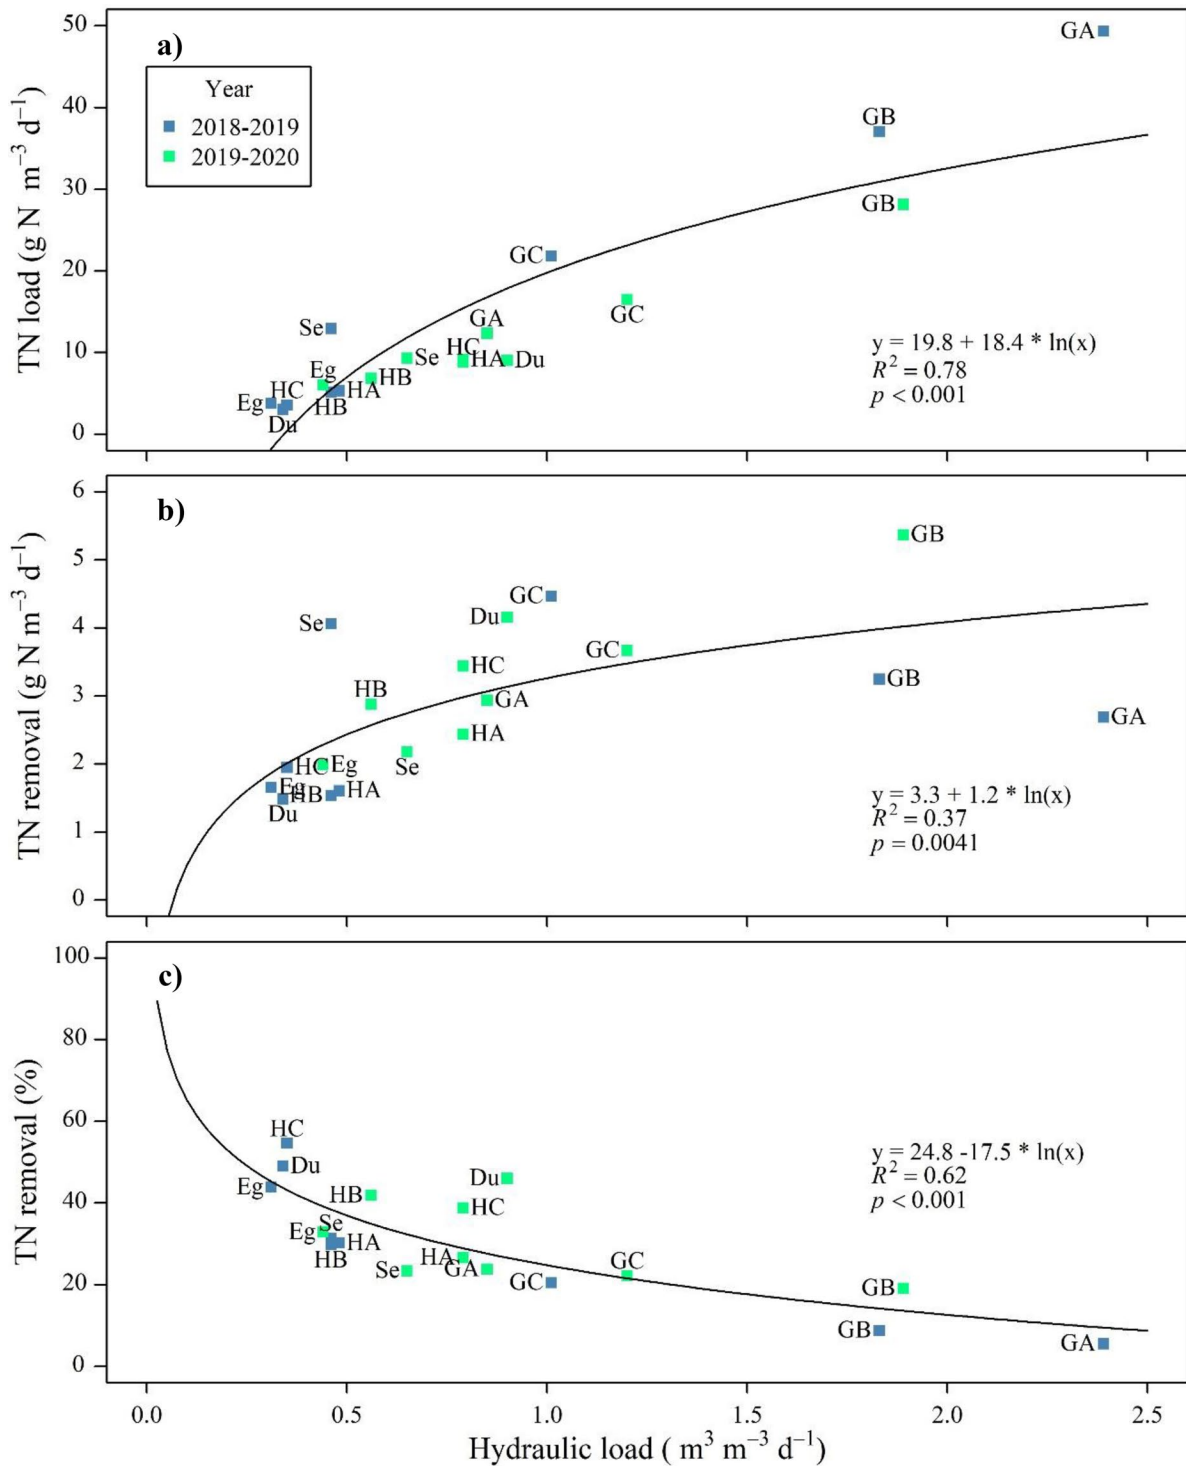 a)
Year
2018-2019
2019-2020
50
40
30
20
10
0
TN load (g N m⁻³ d⁻¹)
GA
GB
GB
GC
GC
Se
GA
HC
HA
Du
Se
Eg
HB
HC
HA
Eg
HB
Du
y = 19.8 + 18.4 * ln(x)
R² = 0.78
p < 0.001
b)
6
5
4
3
2
1
0
TN removal (g N m⁻³ d⁻¹)
GB
GC
Du
Se
GC
HC
GB
HB
GA
GA
HA
HC
Eg
Se
Eg
HB
HA
Du
y = 3.3 + 1.2 * ln(x)
R² = 0.37
p = 0.0041
c)
100
80
60
40
20
0
TN removal (%)
HC
Du
Eg
HB
Du
HC
Se
Eg
HA
HB
HA
GC
Se
GA
GC
GB
GB
GA
y = 24.8 -17.5 * ln(x)
R² = 0.62
p < 0.001
0.0
0.5
1.0
1.5
2.0
2.5
Hydraulic load ( m³ m⁻³ d⁻¹)